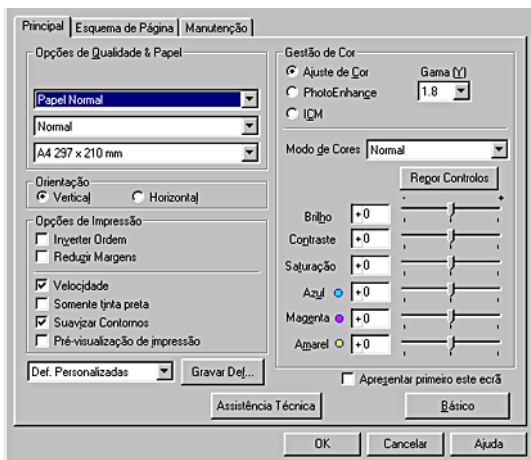 Principal Esquema de Página Manutenção
Opções de Qualidade & Papel
Papel Normal
Normal
A4 297 x 210 mm
Orientação
Vertical Horizontal
Opções de Impressão
Inverter Ordem
Reduzir Margens
Velocidade
Somente tinta preta
Suavizar Contornos
Pré-visualização de impressão
Def. Personalizadas Gravar Def...
Gestão de Cor
Ajuste de Cor Gama (Y)
PhotoEnhance 1.8
ICM
Modo de Cores Normal
Repor Controlos
- +
Brilho +0
Contraste +0
Saturação +0
Azul +0
Magenta +0
Amarel +0
Apresentar primeiro este ecrã
Assistência Técnica Básico
OK Cancelar Ajuda